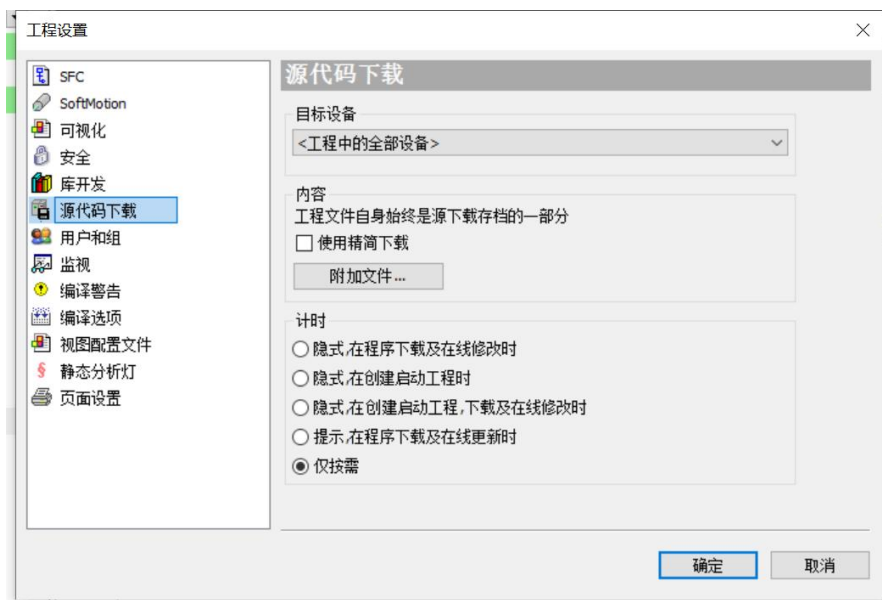 工程设置
SFC
SoftMotion
可视化
安全
库开发
源代码下载
用户和组
监视
编译警告
编译选项
视图配置文件
静态分析灯
页面设置
源代码下载
目标设备
<工程中的全部设备>
内容
工程文件自身始终是源下载存档的一部分
使用精简下载
附加文件...
计时
隐式,在程序下载及在线修改时
隐式,在创建启动工程时
隐式,在创建启动工程,下载及在线修改时
提示,在程序下载及在线更新时
仅按需
确定
取消